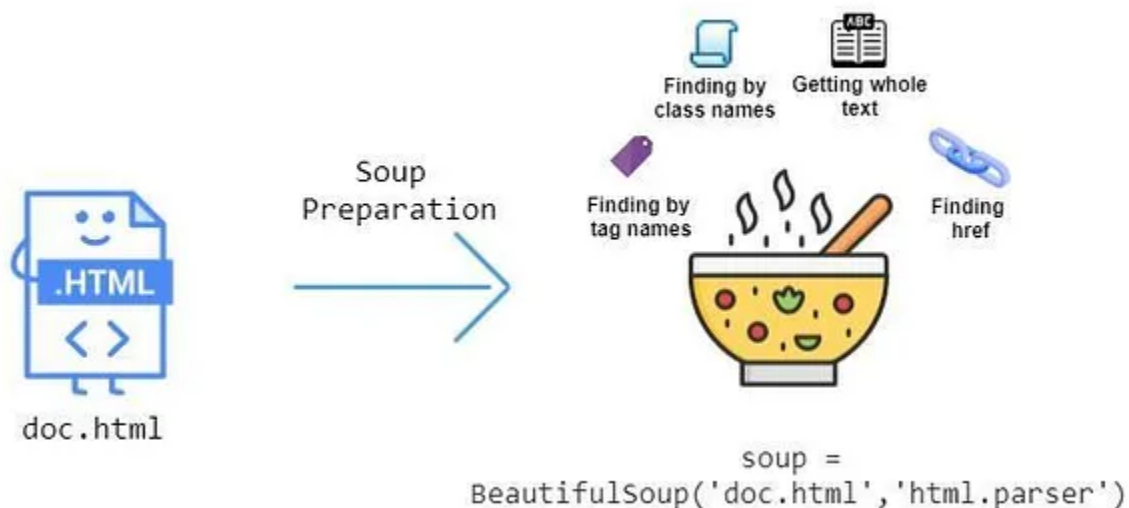 ABC
Finding by
class names
Getting whole
text
Soup
Preparation
Finding by
tag names
Finding
href
.HTML
< >
doc.html
soup =
BeautifulSoup('doc.html','html.parser')